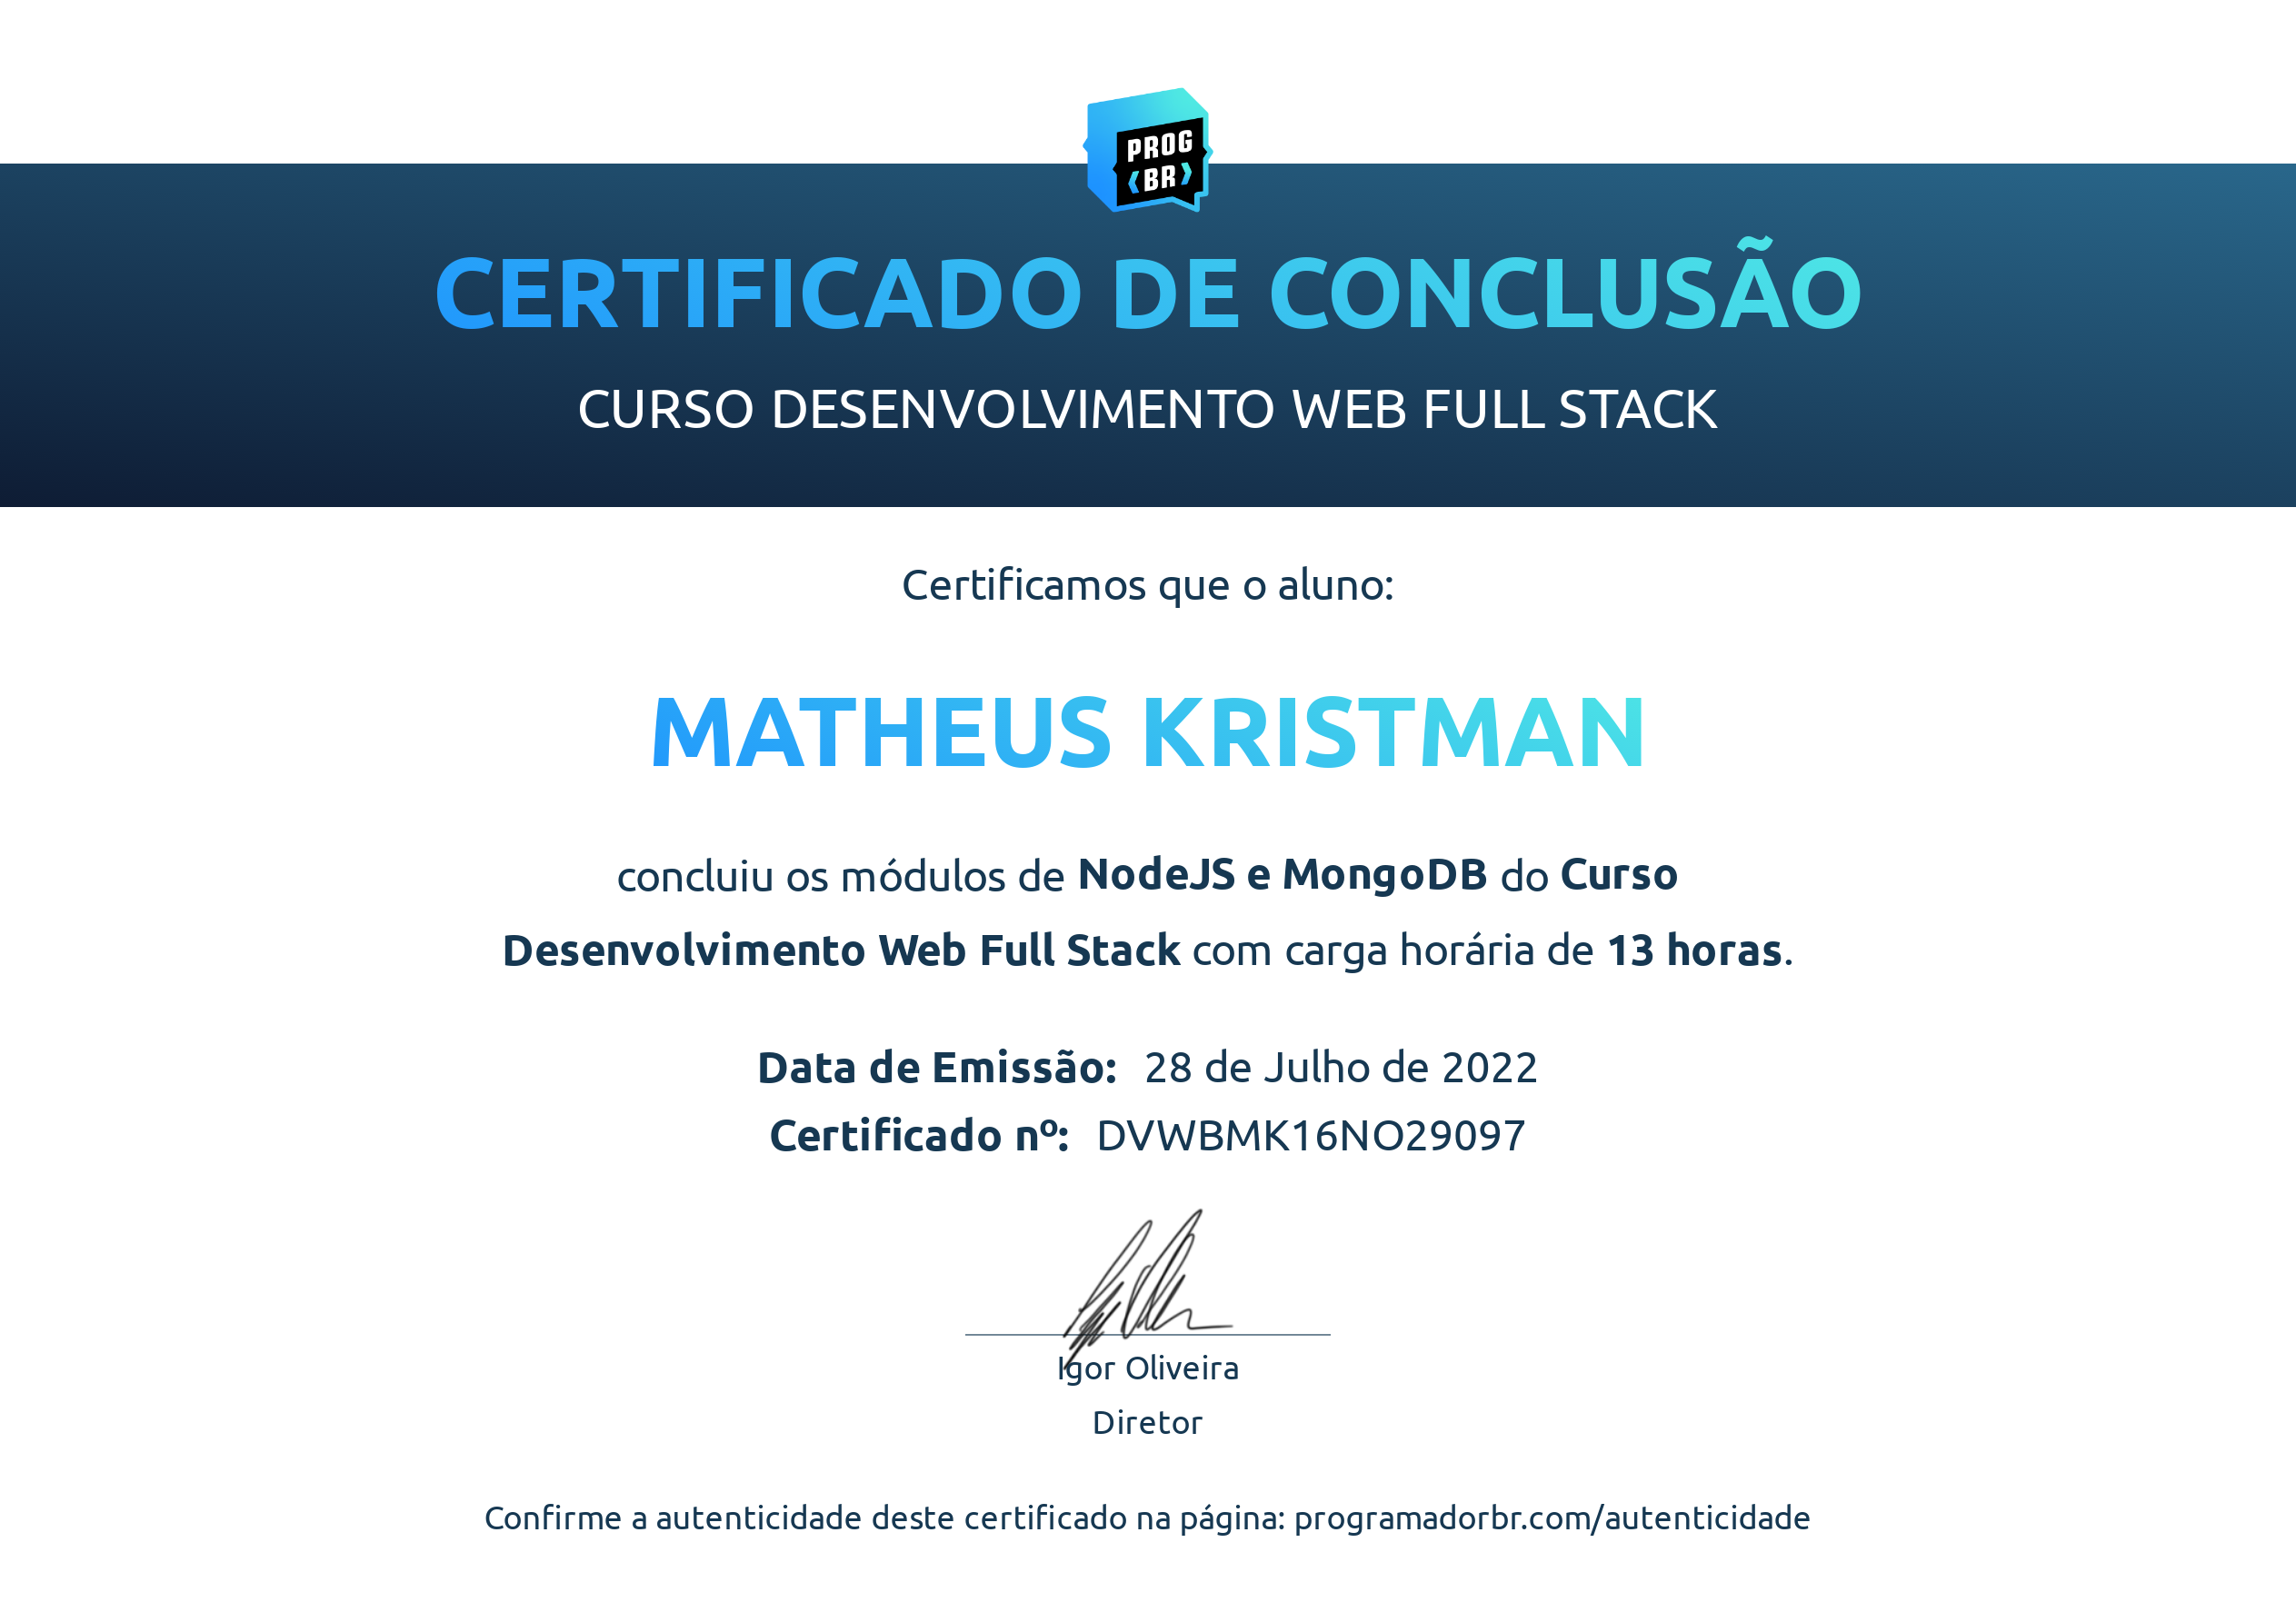 PROG
BR
CERTIFICADO DE CONCLUSÃO
CURSO DESENVOLVIMENTO WEB FULL STACK
Certificamos que o aluno:
MATHEUS KRISTMAN
concluiu os módulos de NodeJS e MongoDB do Curso
Desenvolvimento Web Full Stack com carga horária de 13 horas.
Data de Emissão: 28 de Julho de 2022
Certificado nº: DVWBMK16NO29097
Igor Oliveira
Diretor
Confirme a autenticidade deste certificado na página: programadorbr.com/autenticidade